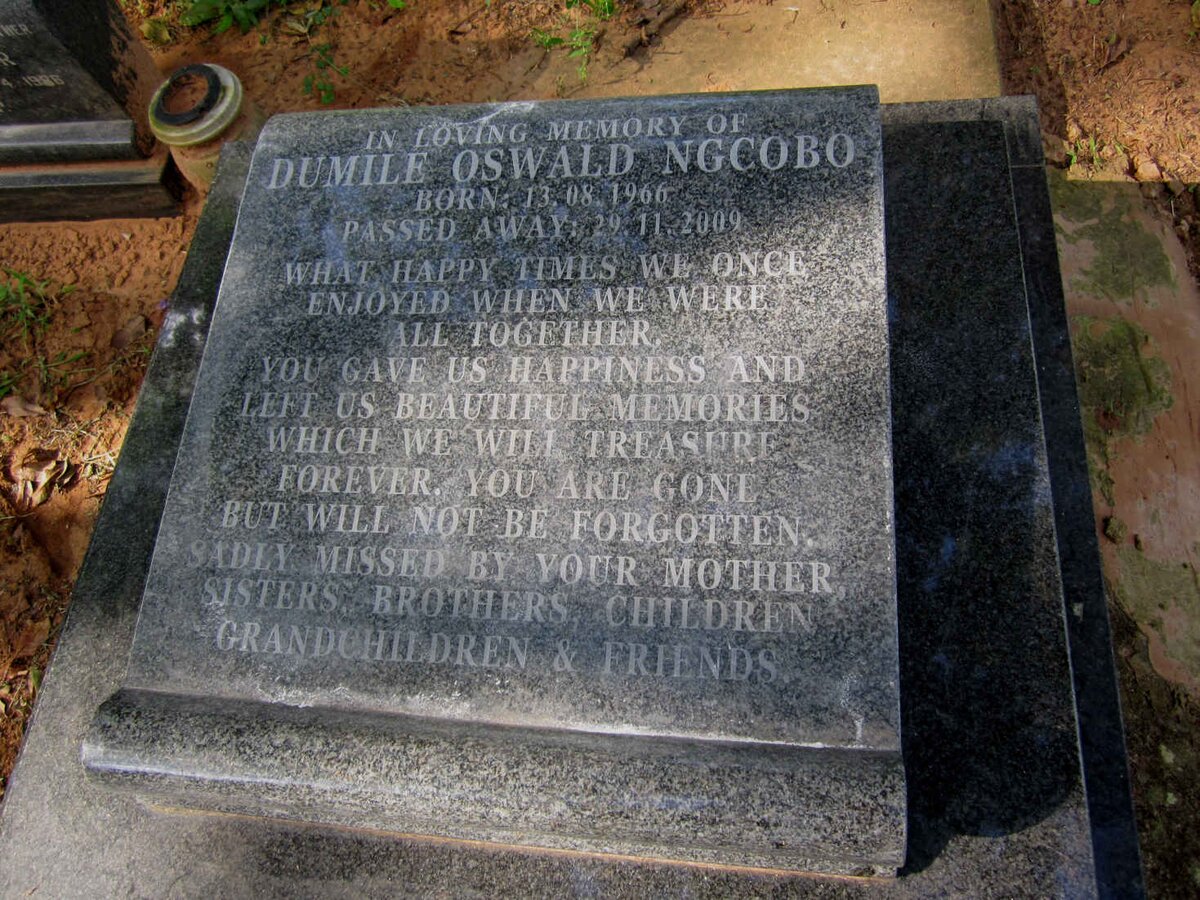 IN LOVING MEMORY OF
DUMILE OSWALD NGCOBO
BORN: 13.08.1966
PASSED AWAY: 29.11.2009
WHAT HAPPY TIMES WE ONCE
ENJOYED WHEN WE WERE
ALL TOGETHER.
YOU GAVE US HAPPINESS AND
LEFT US BEAUTIFUL MEMORIES
WHICH WE WILL TREASURE
FOREVER. YOU ARE GONE
BUT WILL NOT BE FORGOTTEN.
SADLY MISSED BY YOUR MOTHER,
SISTERS, BROTHERS, CHILDREN
GRANDCHILDREN & FRIENDS